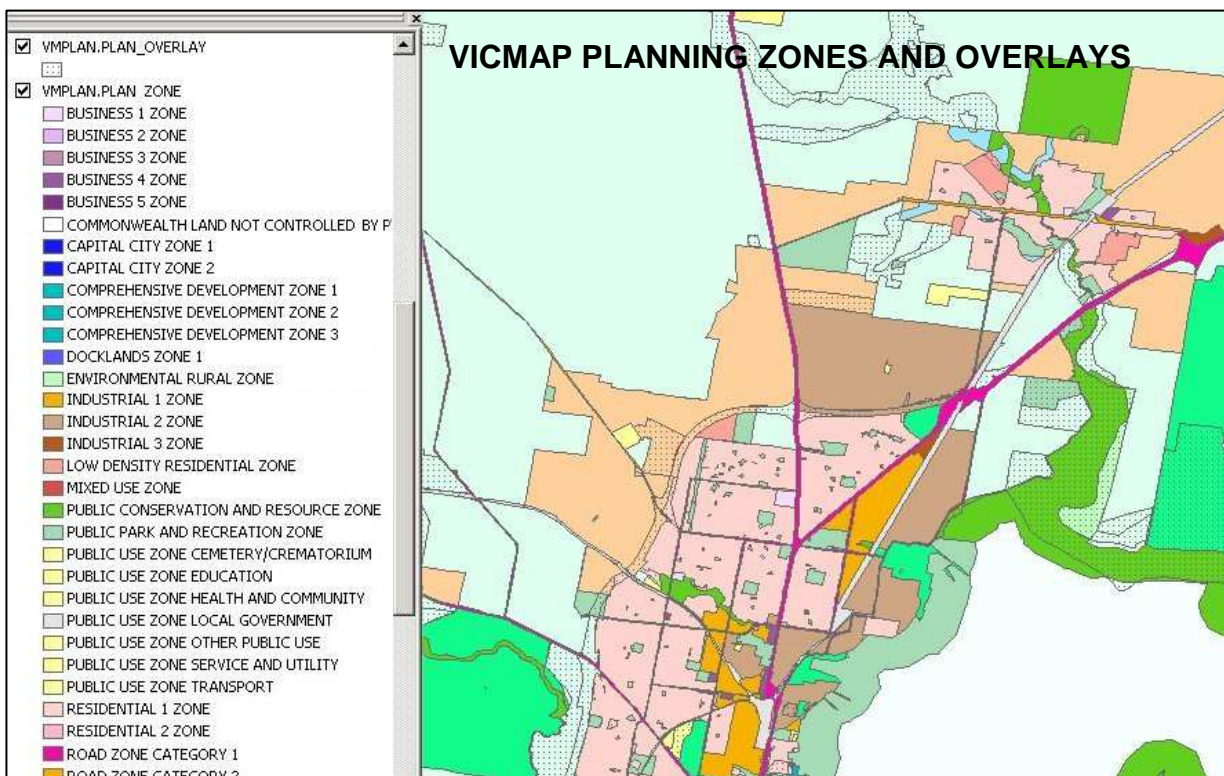 VICMAP PLANNING ZONES AND OVERLAYS
VMPLAN.PLAN_OVERLAY
VMPLAN.PLAN_ZONE
BUSINESS 1 ZONE
BUSINESS 2 ZONE
BUSINESS 3 ZONE
BUSINESS 4 ZONE
BUSINESS 5 ZONE
COMMONWEALTH LAND NOT CONTROLLED BY P
CAPITAL CITY ZONE 1
CAPITAL CITY ZONE 2
COMPREHENSIVE DEVELOPMENT ZONE 1
COMPREHENSIVE DEVELOPMENT ZONE 2
COMPREHENSIVE DEVELOPMENT ZONE 3
DOCKLANDS ZONE 1
ENVIRONMENTAL RURAL ZONE
INDUSTRIAL 1 ZONE
INDUSTRIAL 2 ZONE
INDUSTRIAL 3 ZONE
LOW DENSITY RESIDENTIAL ZONE
MIXED USE ZONE
PUBLIC CONSERVATION AND RESOURCE ZONE
PUBLIC PARK AND RECREATION ZONE
PUBLIC USE ZONE CEMETERY/CREMATORIUM
PUBLIC USE ZONE EDUCATION
PUBLIC USE ZONE HEALTH AND COMMUNITY
PUBLIC USE ZONE LOCAL GOVERNMENT
PUBLIC USE ZONE OTHER PUBLIC USE
PUBLIC USE ZONE SERVICE AND UTILITY
PUBLIC USE ZONE TRANSPORT
RESIDENTIAL 1 ZONE
RESIDENTIAL 2 ZONE
ROAD ZONE CATEGORY 1
ROAD ZONE CATEGORY